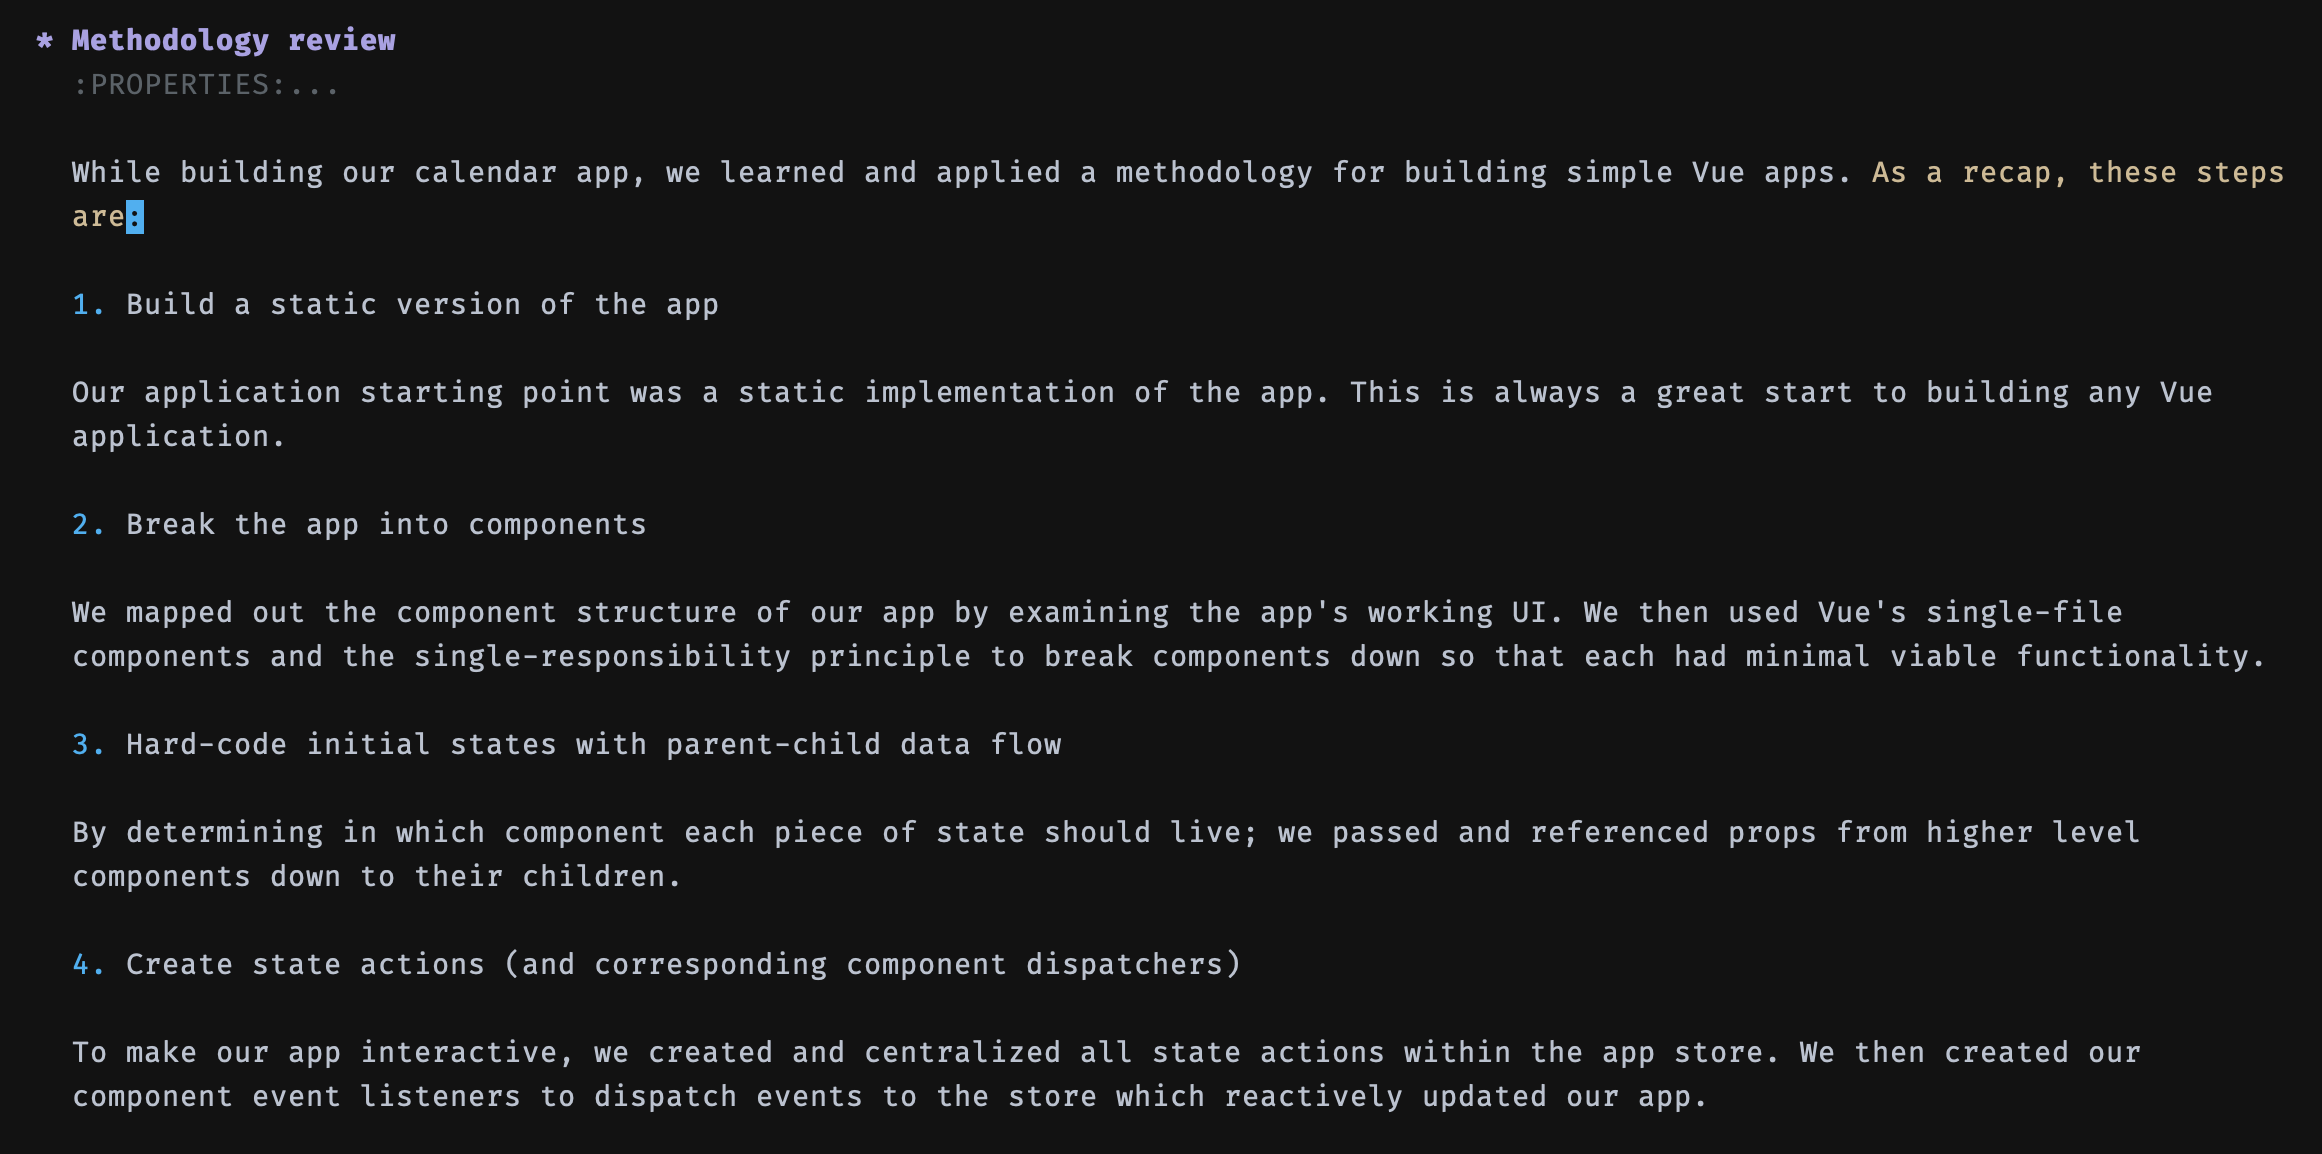 * Methodology review
:PROPERTIES:...
While building our calendar app, we learned and applied a methodology for building simple Vue apps. As a recap, these steps
are:
1. Build a static version of the app
Our application starting point was a static implementation of the app. This is always a great start to building any Vue
application.
2. Break the app into components
We mapped out the component structure of our app by examining the app's working UI. We then used Vue's single-file
components and the single-responsibility principle to break components down so that each had minimal viable functionality.
3. Hard-code initial states with parent-child data flow
By determining in which component each piece of state should live; we passed and referenced props from higher level
components down to their children.
4. Create state actions (and corresponding component dispatchers)
To make our app interactive, we created and centralized all state actions within the app store. We then created our
component event listeners to dispatch events to the store which reactively updated our app.